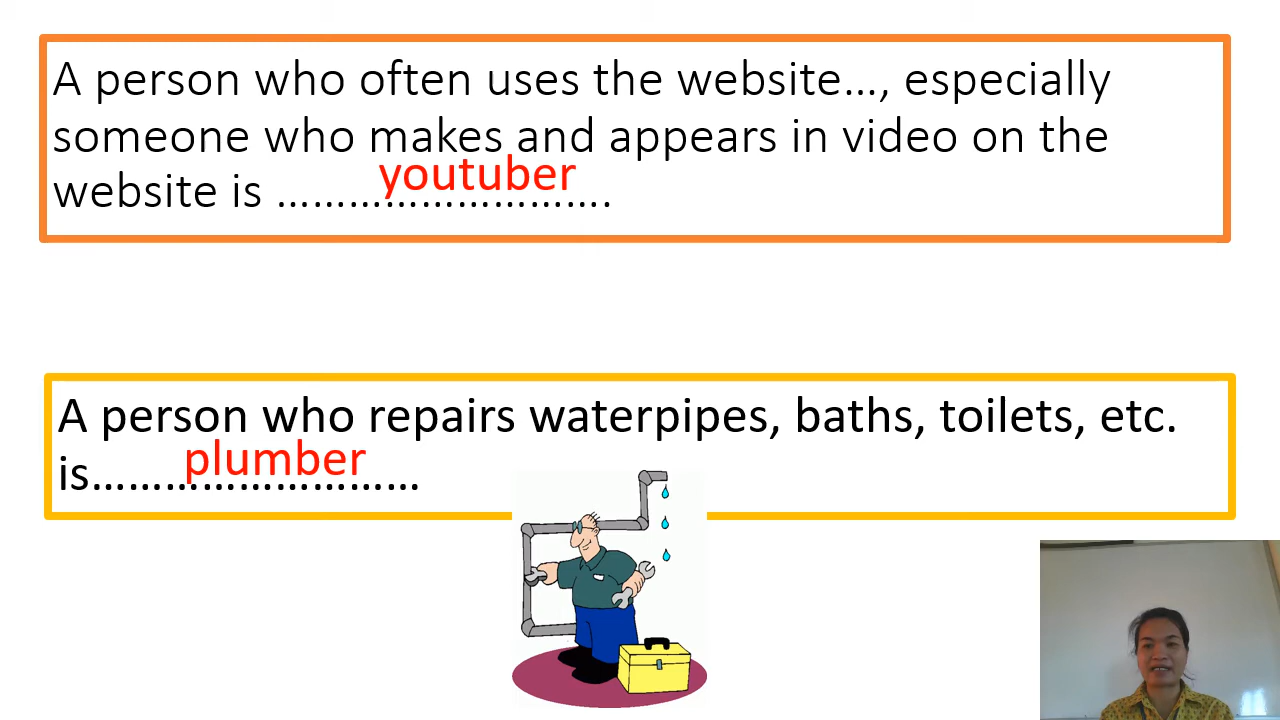 A person who often uses the website…, especially
someone who makes and appears in video on the
website is ……………youtuber………….
A person who repairs waterpipes, baths, toilets, etc.
is………plumber………………